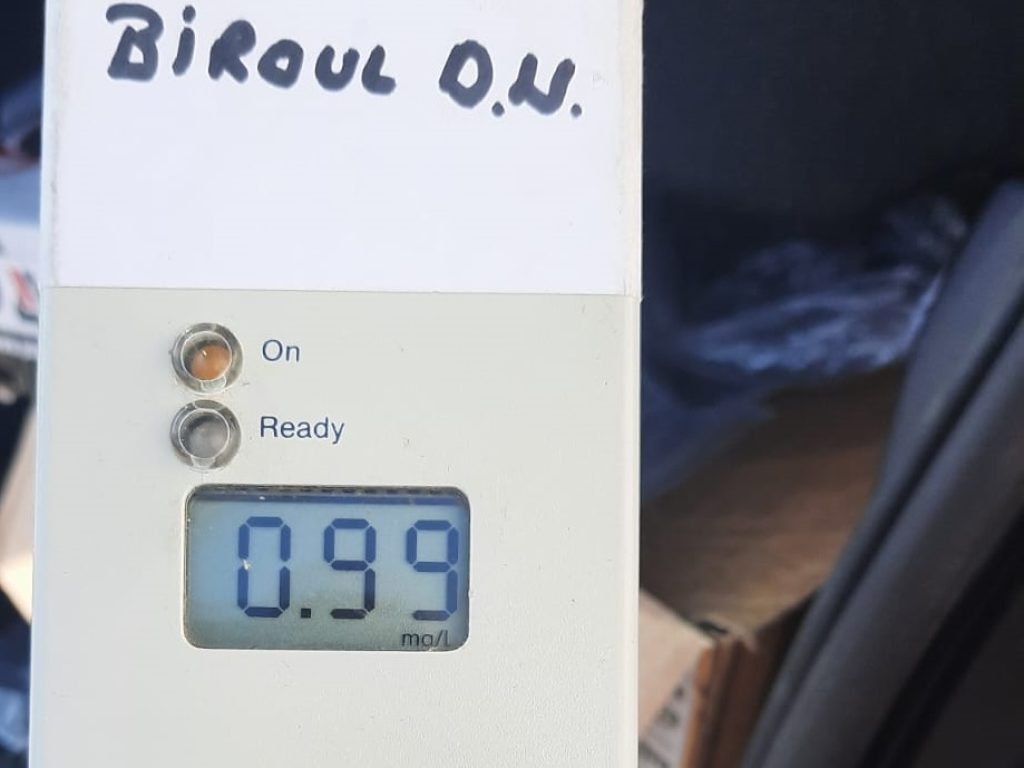 BiROUL D.N.
On
Ready
0.99
mg/L